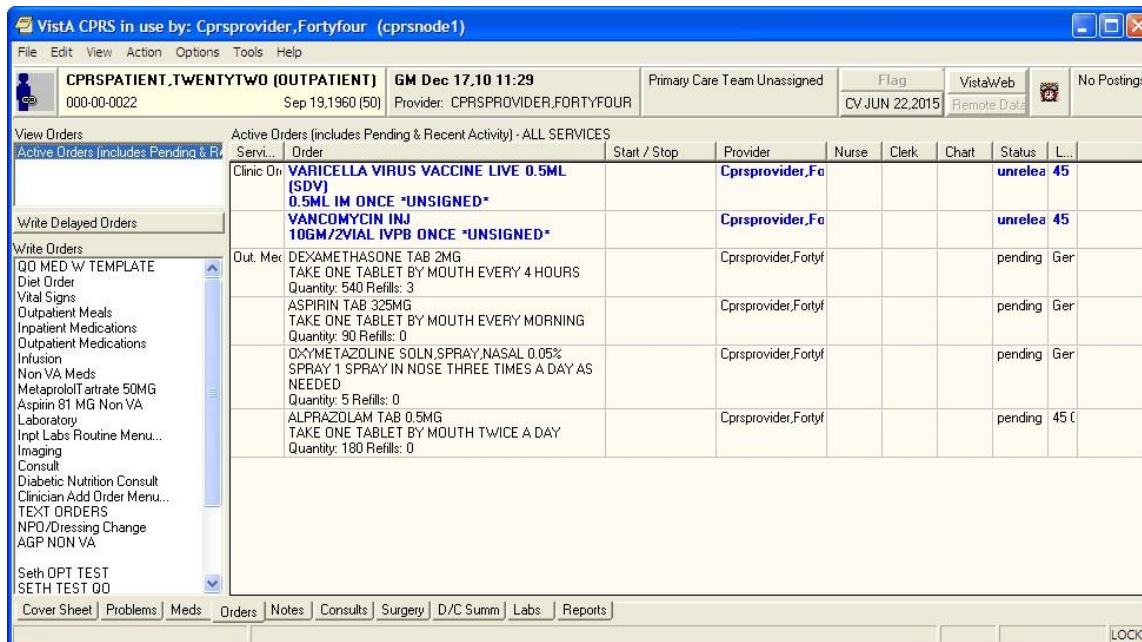 VistA CPRS in use by: Cprsprovider,Fortyfour (cprsnode1)
File Edit View Action Options Tools Help
CPRSPATIENT,TWENTYTWO (OUTPATIENT) GM Dec 17,10 11:29 Primary Care Team Unassigned Flag VistaWeb No Postings
000-00-0022 Sep 19,1960 (50) Provider: CPRSPROVIDER,FORTYFOUR CV JUN 22,2015 Remote Data
View Orders
Active Orders (includes Pending & Re
Write Delayed Orders
Write Orders
QO MED W TEMPLATE
Diet Order
Vital Signs
Outpatient Meals
Inpatient Medications
Outpatient Medications
Infusion
Non VA Meds
MetaprololTartrate 50MG
Aspirin 81 MG Non VA
Laboratory
Inpt Labs Routine Menu...
Imaging
Consult
Diabetic Nutrition Consult
Clinician Add Order Menu...
TEXT ORDERS
NPO/Dressing Change
AGP NON VA
Seth OPT TEST
SETH TEST QO
Active Orders (includes Pending & Recent Activity) - ALL SERVICES
Servi... Order Start / Stop Provider Nurse Clerk Chart Status L...
Clinic Or VARICELLA VIRUS VACCINE LIVE 0.5ML Cprsprovider,Fo unrelea 45
(SDV)
0.5ML IM ONCE *UNSIGNED*
VANCOMYCIN INJ Cprsprovider,Fo unrelea 45
10GM/2VIAL IVPB ONCE *UNSIGNED*
Out. Mec DEXAMETHASONE TAB 2MG Cprsprovider,Fortyf pending Ger
TAKE ONE TABLET BY MOUTH EVERY 4 HOURS
Quantity: 540 Refills: 3
ASPIRIN TAB 325MG Cprsprovider,Fortyf pending Ger
TAKE ONE TABLET BY MOUTH EVERY MORNING
Quantity: 90 Refills: 0
OXYMETAZOLINE SOLN,SPRAY,NASAL 0.05% Cprsprovider,Fortyf pending Ger
SPRAY 1 SPRAY IN NOSE THREE TIMES A DAY AS
NEEDED
Quantity: 5 Refills: 0
ALPRAZOLAM TAB 0.5MG Cprsprovider,Fortyf pending 45 (
TAKE ONE TABLET BY MOUTH TWICE A DAY
Quantity: 180 Refills: 0
Cover Sheet Problems Meds Orders Notes Consults Surgery D/C Summ Labs Reports
LOCK